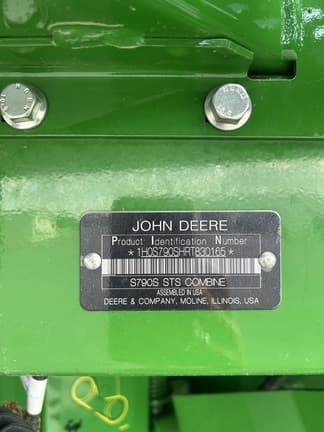 JOHN DEERE
Product Identification Number
*1H0S790SHRT830165*
S790S STS COMBINE
ASSEMBLED IN USA
DEERE & COMPANY, MOLINE, ILLINOIS, USA